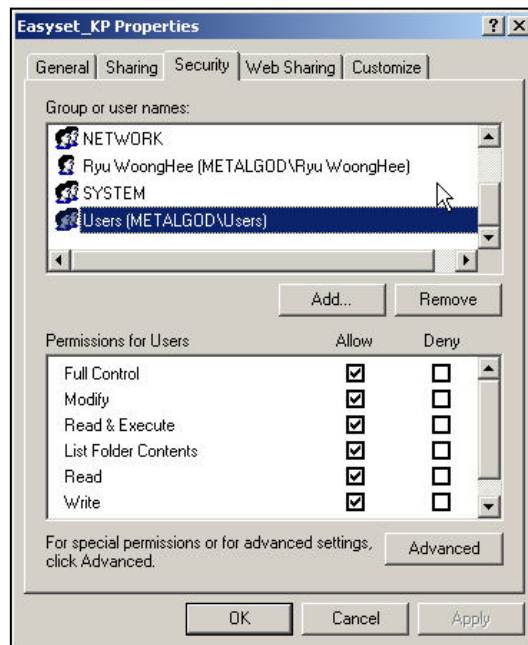 Easyset_KP Properties
General Sharing Security Web Sharing Customize
Group or user names:
NETWORK
Ryu WoongHee (METALGOD\Ryu WoongHee)
SYSTEM
Users (METALGOD\Users)
Add... Remove
Permissions for Users Allow Deny
Full Control
Modify
Read & Execute
List Folder Contents
Read
Write
For special permissions or for advanced settings,
click Advanced.
Advanced
OK Cancel Apply